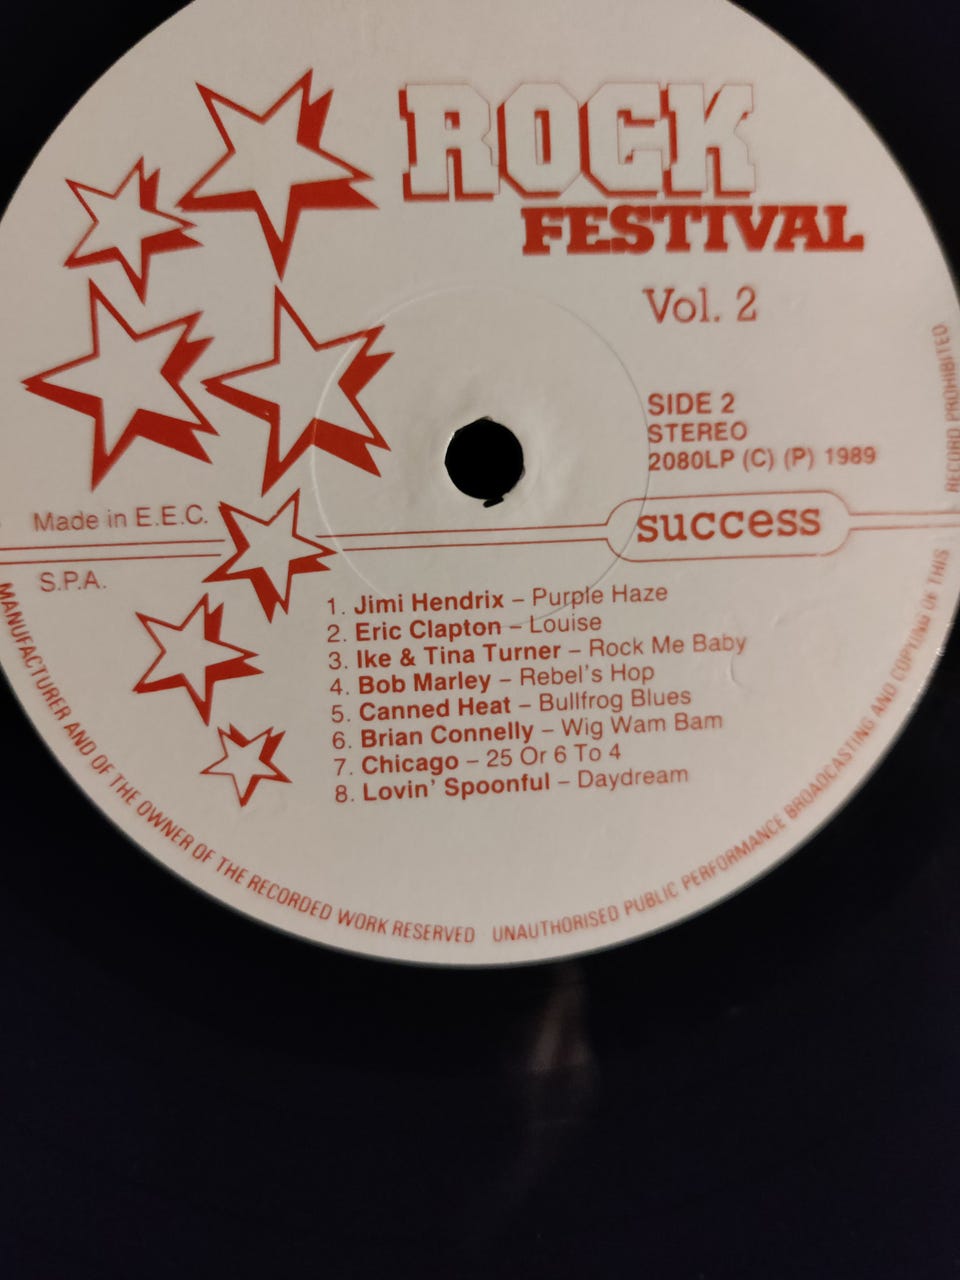 ROCK
FESTIVAL
Vol. 2
SIDE 2
STEREO
2080LP (C) (P) 1989
Made in E.E.C.
success
S.P.A.
1. Jimi Hendrix – Purple Haze
2. Eric Clapton – Louise
3. Ike & Tina Turner – Rock Me Baby
4. Bob Marley – Rebel's Hop
5. Canned Heat – Bullfrog Blues
6. Brian Connelly – Wig Wam Bam
7. Chicago – 25 Or 6 To 4
8. Lovin' Spoonful – Daydream
MANUFACTURER AND OF THE OWNER OF THE RECORDED WORK RESERVED UNAUTHORISED PUBLIC PERFORMANCE BROADCASTING AND COPYING OF THIS RECORD PROHIBITED